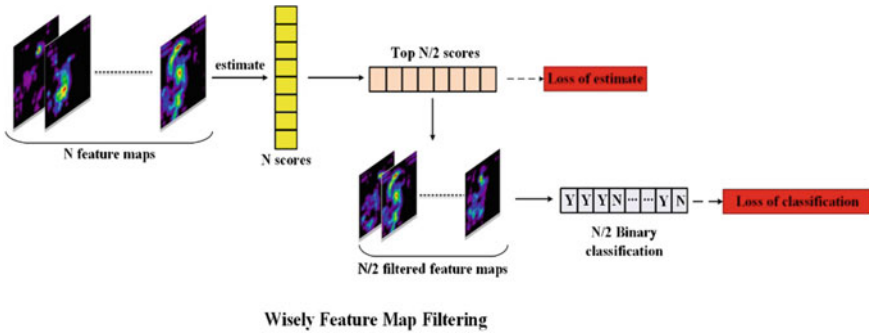 estimate
Top N/2 scores
Loss of estimate
N feature maps
N scores
Y Y Y N ... ... Y N
Loss of classification
N/2 Binary
classification
N/2 filtered feature maps
Wisely Feature Map Filtering